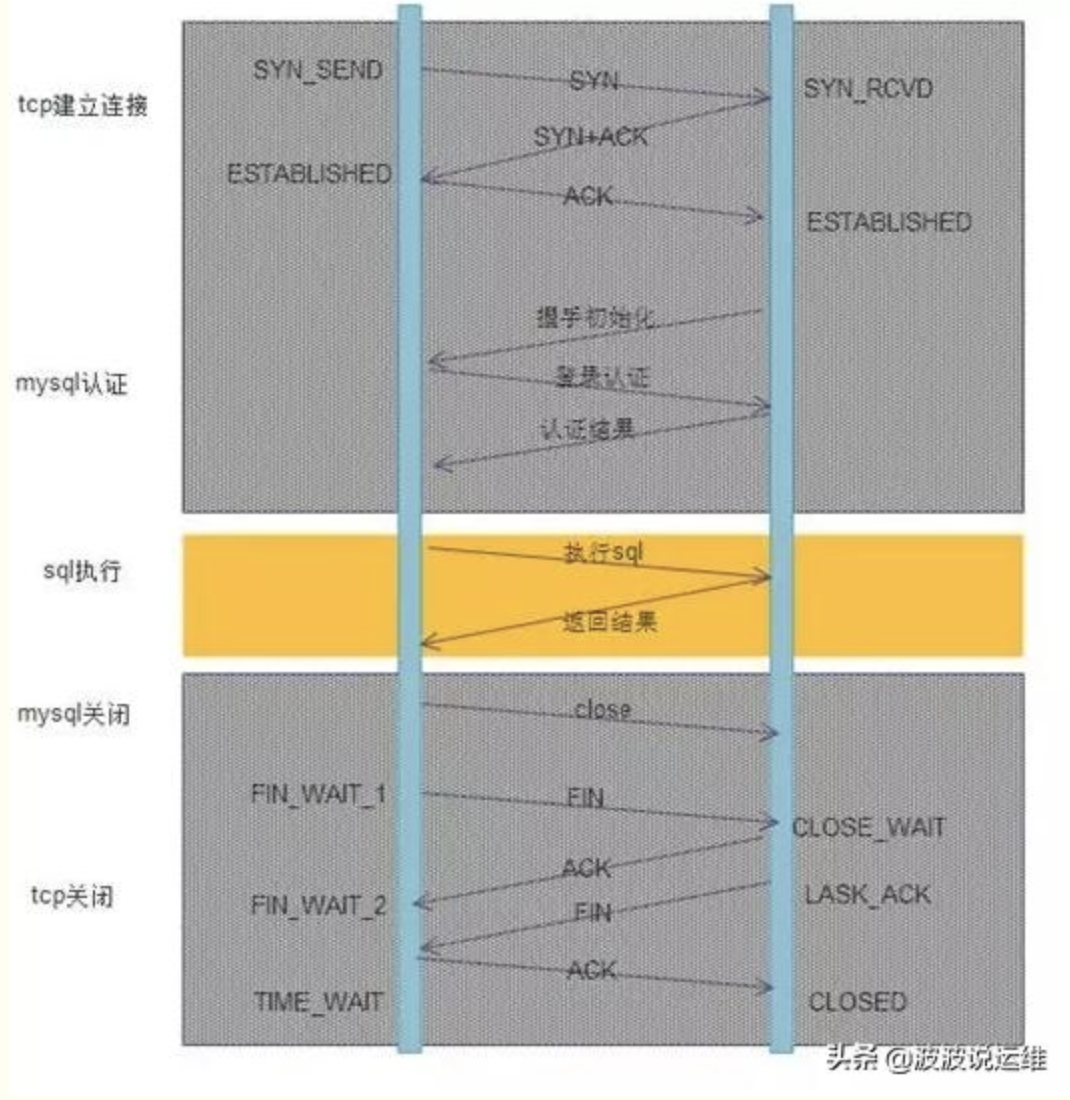 SYN_SEND
SYN
SYN_RCVD
tcp建立连接
SYN+ACK
ESTABLISHED
ACK
ESTABLISHED
握手初始化
mysql认证
登录认证
认证结果
执行sql
sql执行
返回结果
mysql关闭
close
FIN_WAIT_1
FIN
CLOSE_WAIT
ACK
tcp关闭
FIN_WAIT_2
LASK_ACK
FIN
ACK
TIME_WAIT
CLOSED
头条 @波波说运维